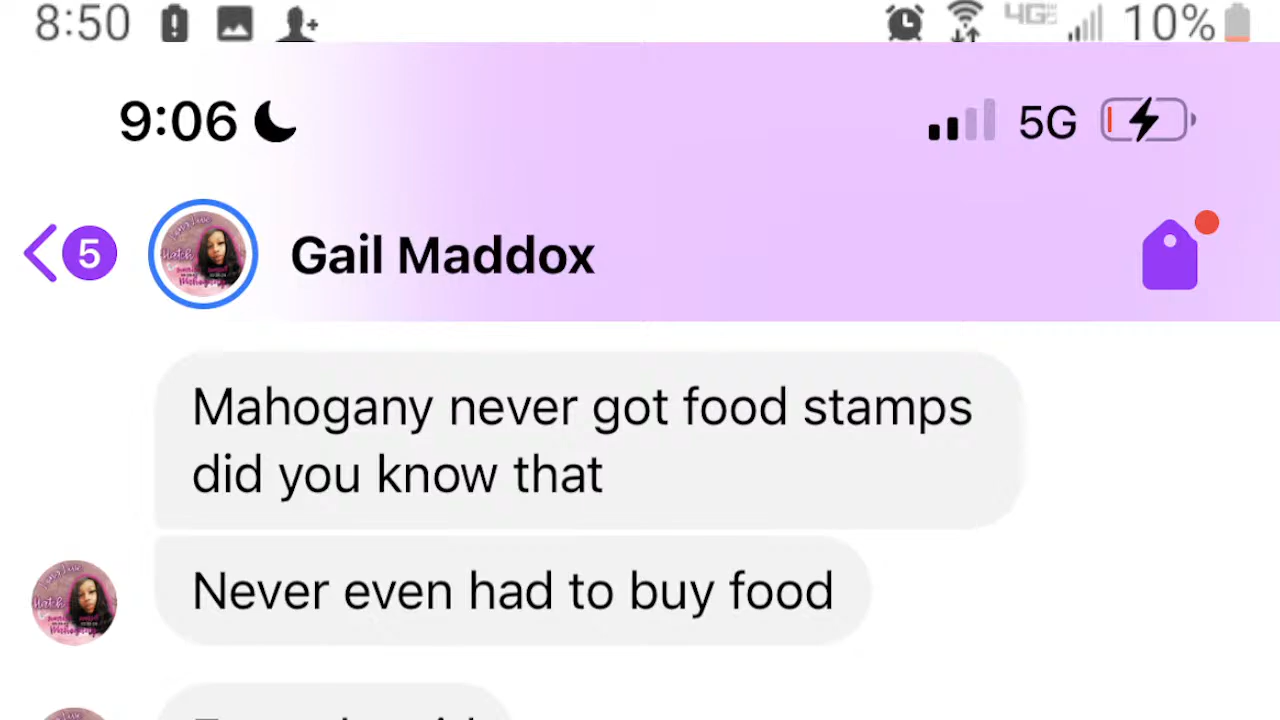 8:50 4G 10%
9:06 5G
5 Gail Maddox
Mahogany never got food stamps
did you know that
Never even had to buy food